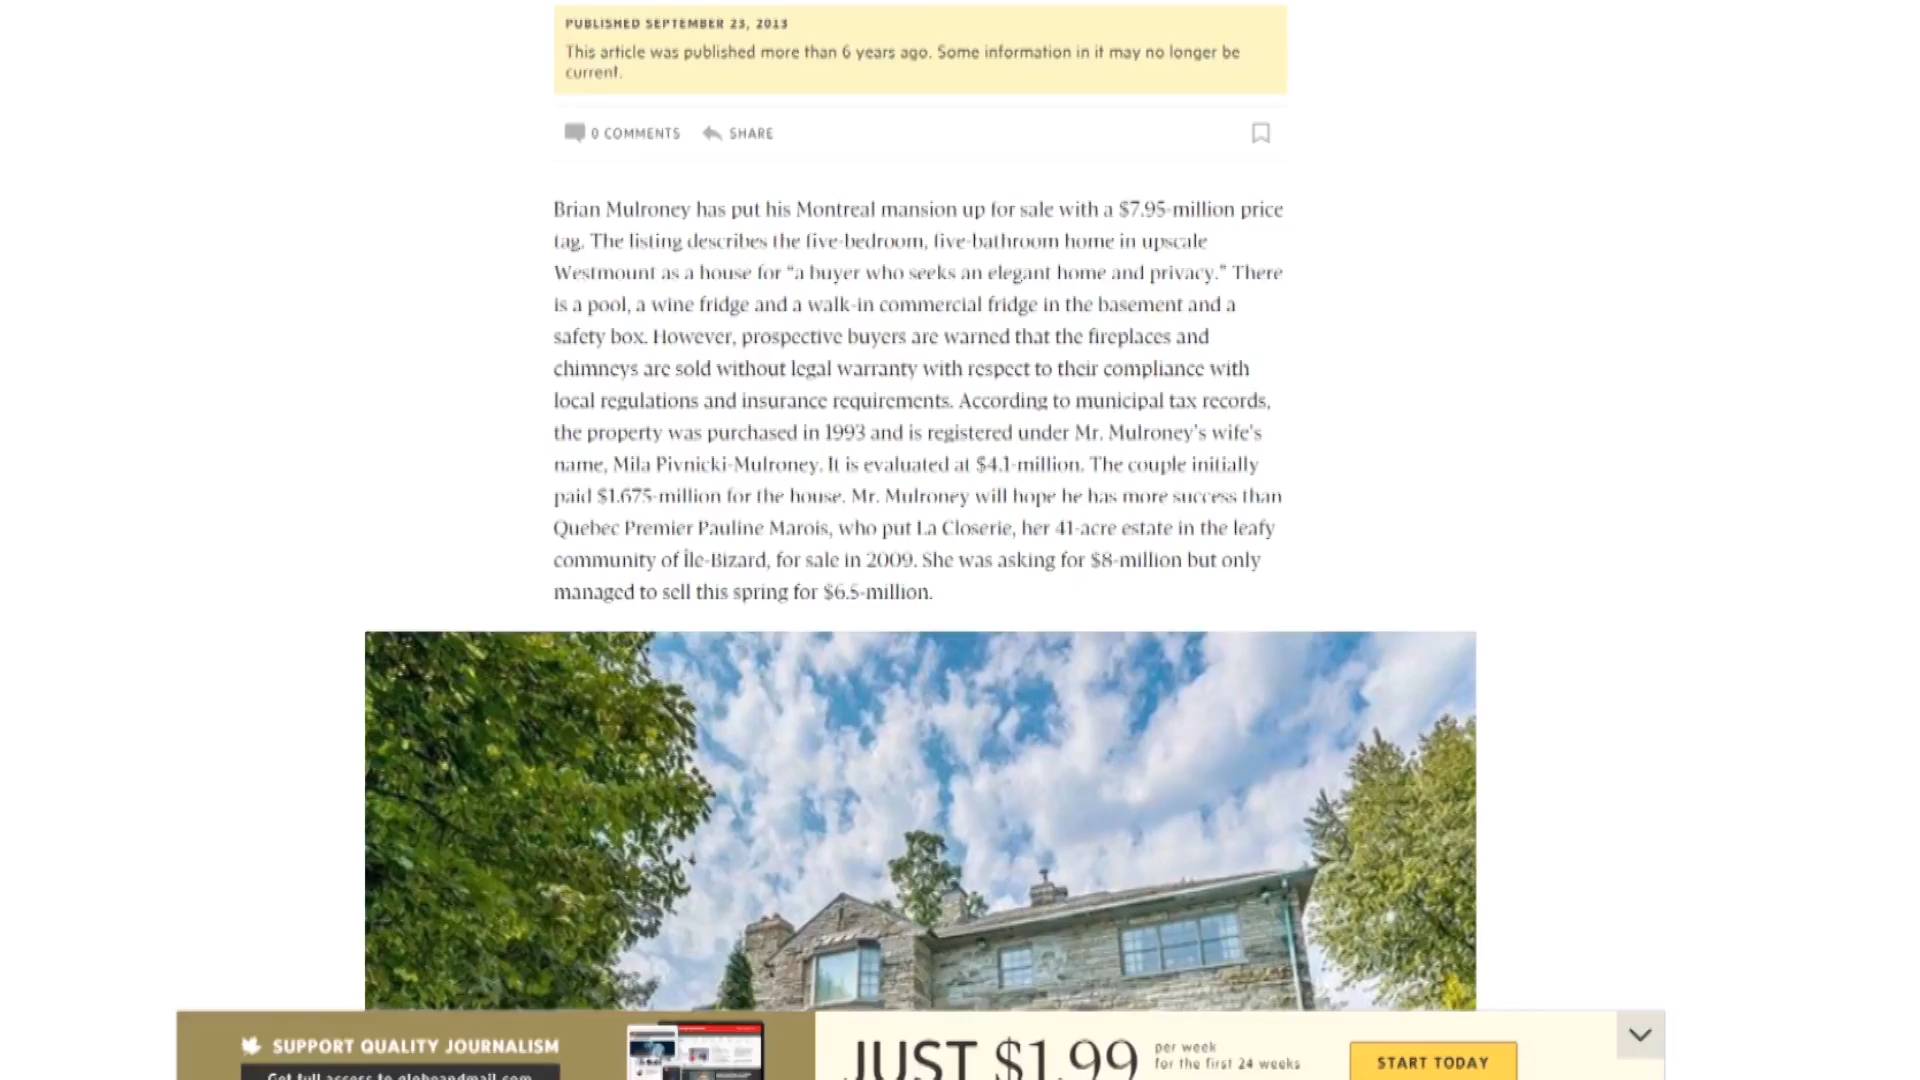 PUBLISHED SEPTEMBER 23, 2013
This article was published more than 6 years ago. Some information in it may no longer be
current.
0 COMMENTS SHARE
Brian Mulroney has put his Montreal mansion up for sale with a $7.95-million price
tag. The listing describes the five-bedroom, five-bathroom home in upscale
Westmount as a house for “a buyer who seeks an elegant home and privacy.” There
is a pool, a wine fridge and a walk-in commercial fridge in the basement and a
safety box. However, prospective buyers are warned that the fireplaces and
chimneys are sold without legal warranty with respect to their compliance with
local regulations and insurance requirements. According to municipal tax records,
the property was purchased in 1993 and is registered under Mr. Mulroney's wife's
name, Mila Pivnicki-Mulroney. It is evaluated at $4.1-million. The couple initially
paid $1.675-million for the house. Mr. Mulroney will hope he has more success than
Quebec Premier Pauline Marois, who put La Closerie, her 41-acre estate in the leafy
community of Île-Bizard, for sale in 2009. She was asking for $8-million but only
managed to sell this spring for $6.5-million.
SUPPORT QUALITY JOURNALISM
Get full access to globeandmail.com
JUST $1.99
per week
for the first 24 weeks
START TODAY